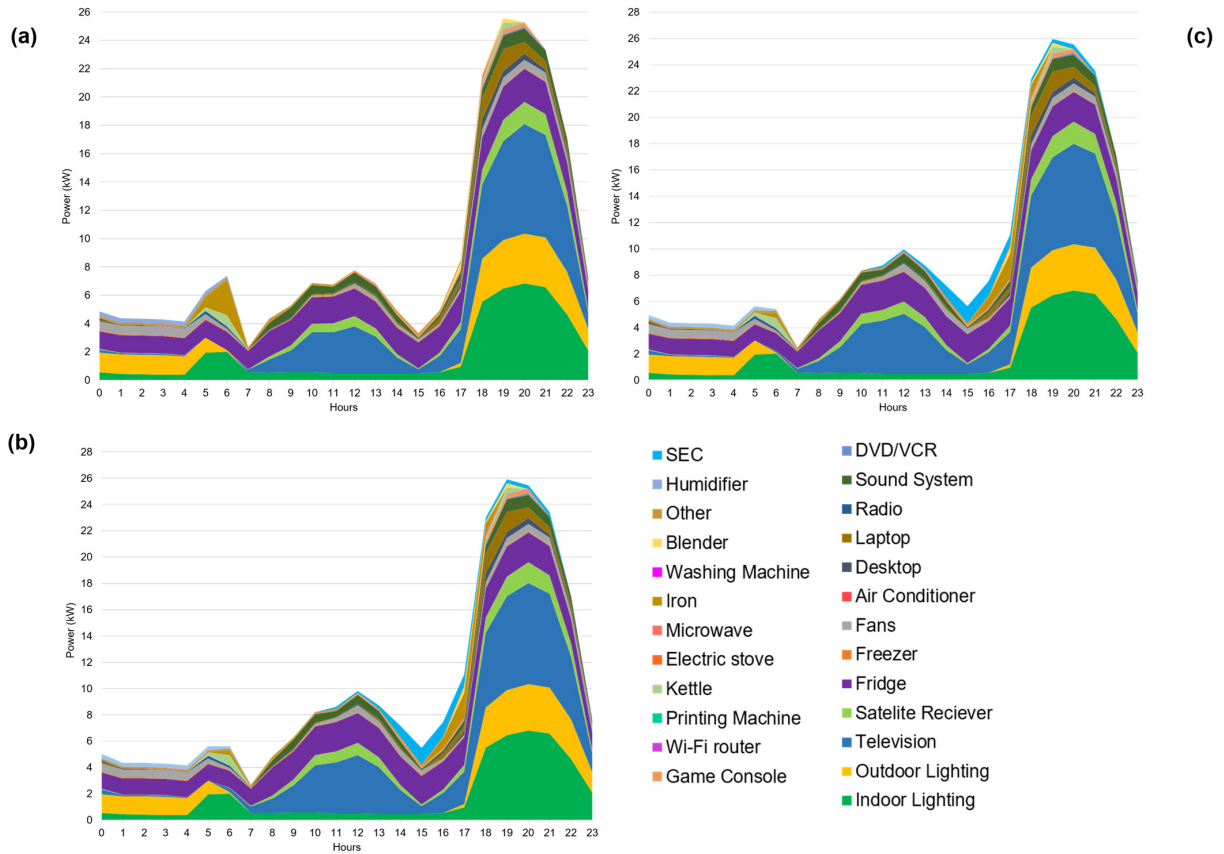 (a)
26
24
22
20
18
16
14
12
10
8
6
4
2
0
Power (kW)
0 1 2 3 4 5 6 7 8 9 10 11 12 13 14 15 16 17 18 19 20 21 22 23
Hours
(c)
28
26
24
22
20
18
16
14
12
10
8
6
4
2
0
Power (kW)
0 1 2 3 4 5 6 7 8 9 10 11 12 13 14 15 16 17 18 19 20 21 22 23
Hours
(b)
28
26
24
22
20
18
16
14
12
10
8
6
4
2
0
Power (kW)
0 1 2 3 4 5 6 7 8 9 10 11 12 13 14 15 16 17 18 19 20 21 22 23
Hours
SEC
Humidifier
Other
Blender
Washing Machine
Iron
Microwave
Electric stove
Kettle
Printing Machine
Wi-Fi router
Game Console
DVD/VCR
Sound System
Radio
Laptop
Desktop
Air Conditioner
Fans
Freezer
Fridge
Satelite Reciever
Television
Outdoor Lighting
Indoor Lighting